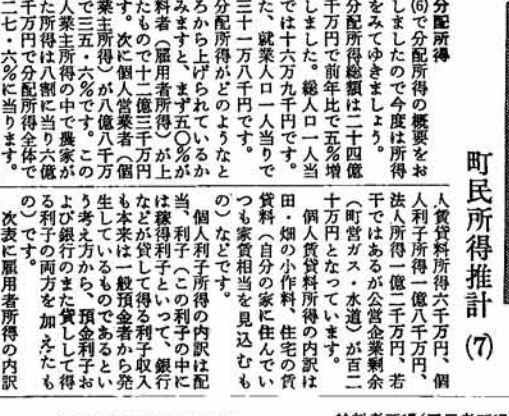 町民所得推計 (7)
分配所得
(6)で分配所得の概要をお
しましたので今度は所得
をみてゆきましょう。
分配所得総額は二十四億
千万円で前年比で五%増
しました。総人口一人当
では十六万九千円です。
た、就業人口一人当りで
三十一万八千円です。
分配所得がどのようなと
ろから上げられているか
みますと、まず五〇%が
料者(雇用者所得)が上
たもので十二億三千万円
す。次に個人営業者(個
業主所得)が八億八千万
で三五・六%です。この
人業主所得の中で農家が
た所得は八割に当り六億
千万円で分配所得全体で
二七・六%に当ります。
人賃貸料所得六千万円、個
人利子所得一億八千万円、
法人所得一億二千万円、若
干ではあるが公営企業剰余
(町営ガス・水道)が百二
十万円となっています。
個人賃貸料所得の内訳は
田・畑の小作料、住宅の賃
貸料(自分の家に住んでい
つも家賃相当を見込むも
の)などです。
個人利子所得の内訳は配
当、利子(この利子の中に
は稼得利子といって、銀行
などが貸して得る利子収入
も本来は一般預金者から発
生しているものであるとい
う考え方から、預金利子お
よび銀行のまた貸しして得
る利子の両方を加えたも
の)です。
次表に雇用者所得の内訳